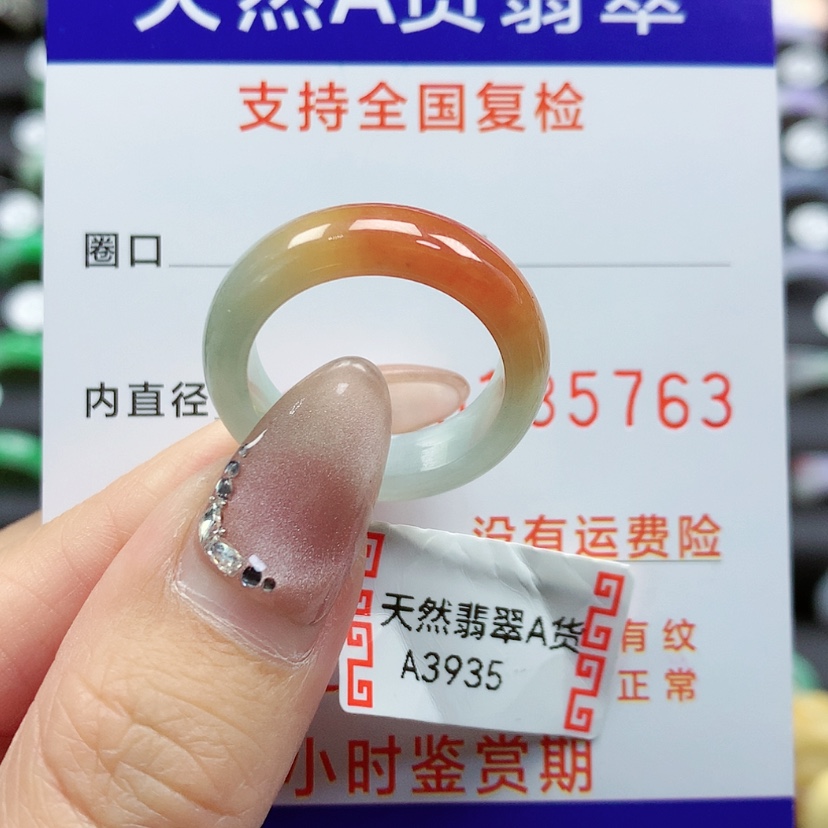 天然A货翡翠
支持全国复检
圈口
内直径
35763
没有运费险
天然翡翠A货
A3935
有纹
正常
小时鉴赏期